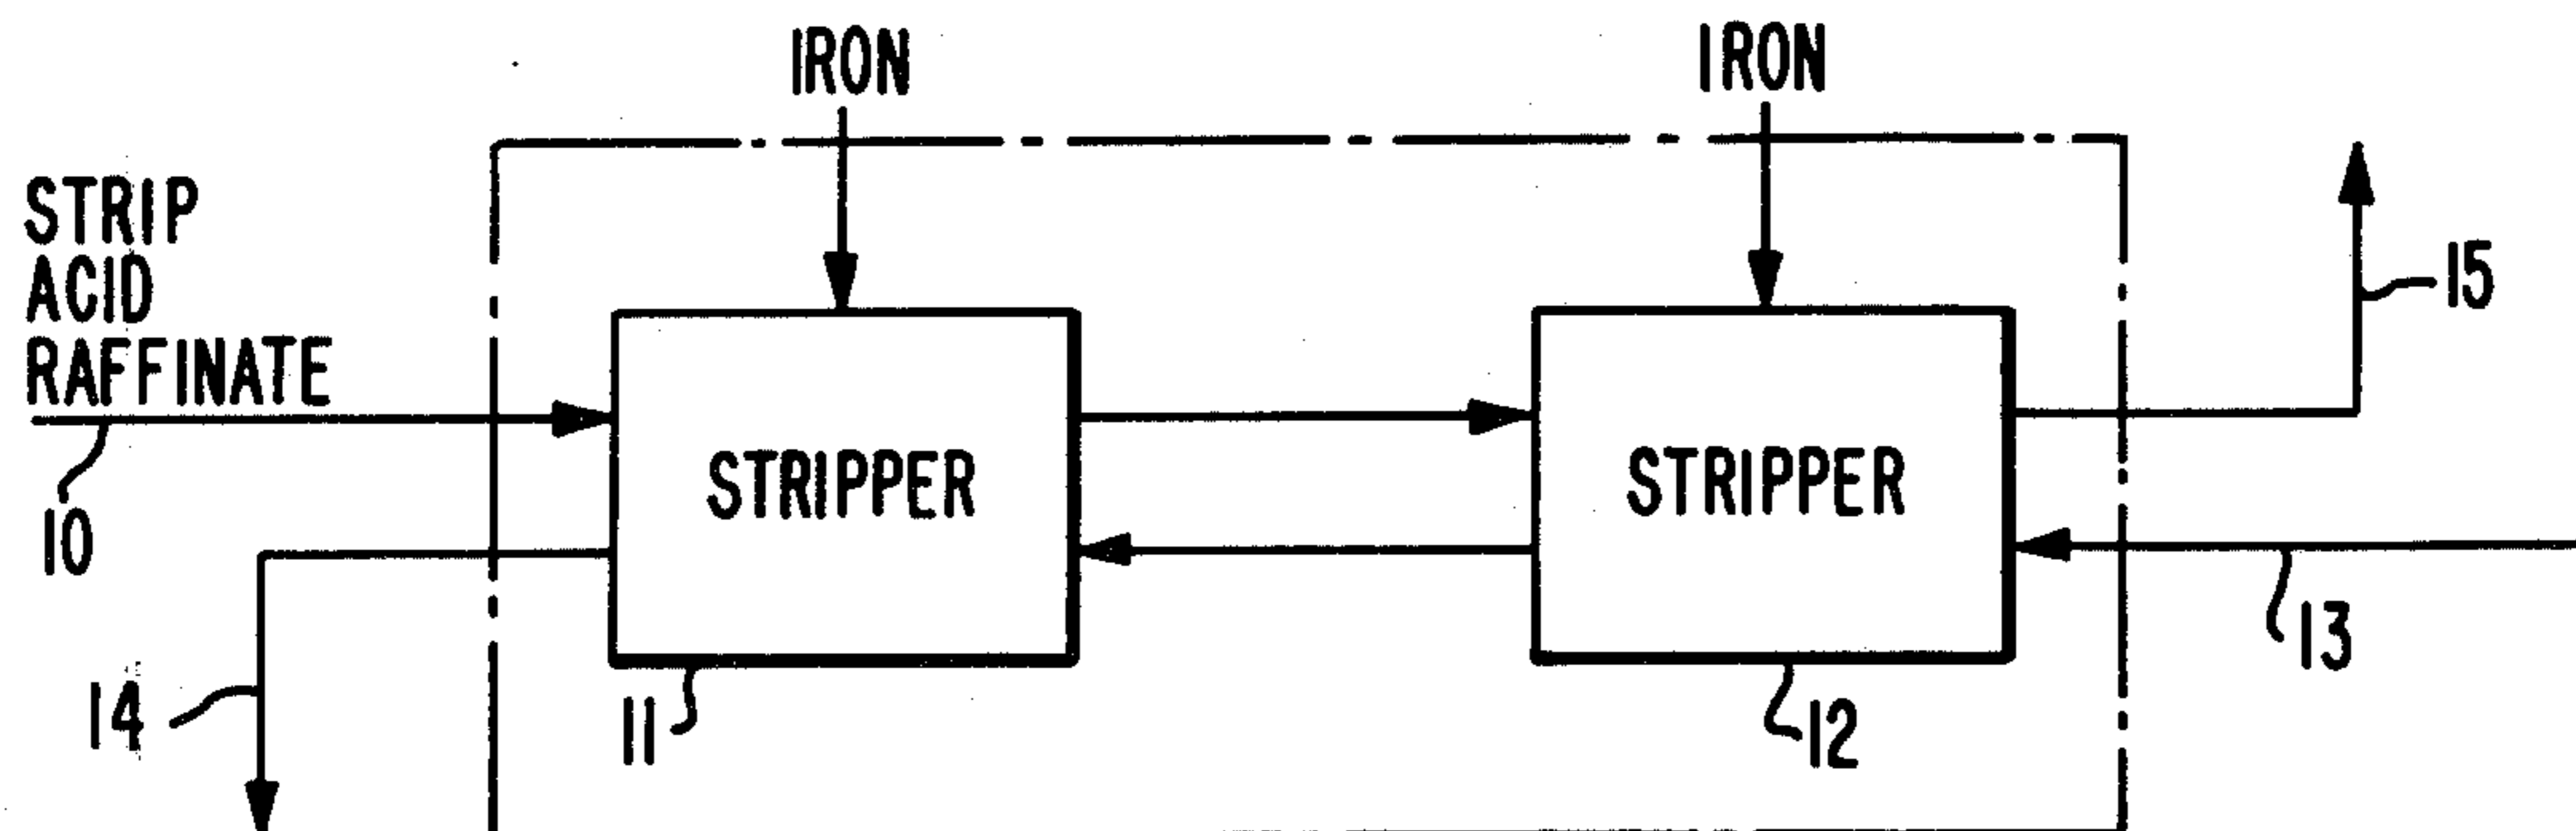 IRON
IRON
STRIP
ACID
RAFFINATE
15
STRIPPER
STRIPPER
10
13
14
11
12